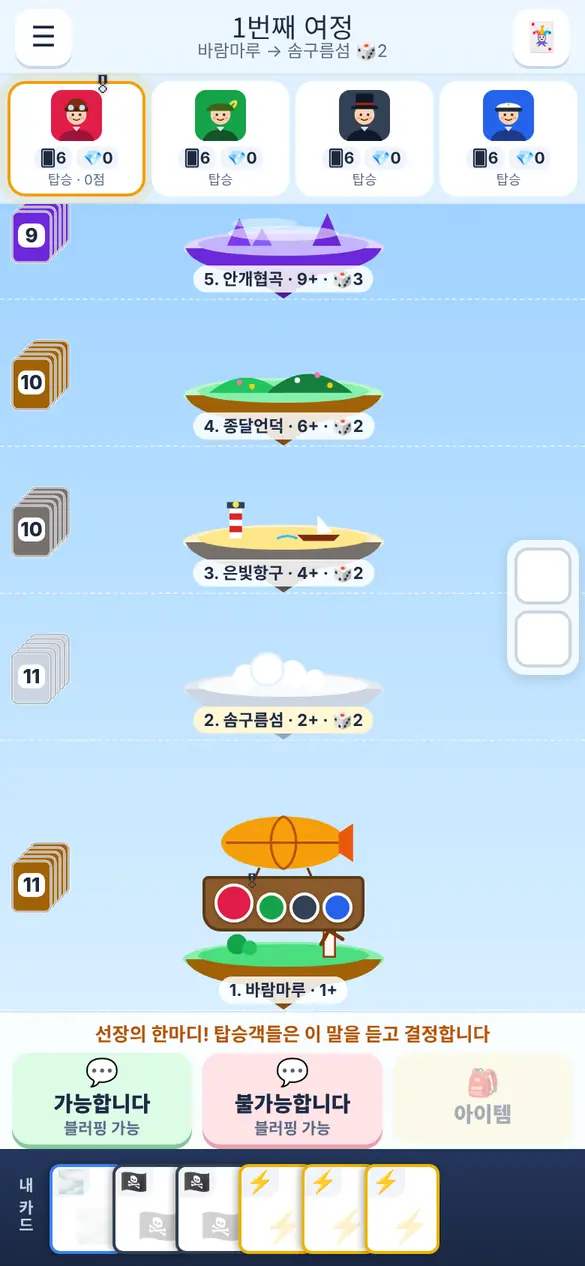 1번째 여정
바람마루 → 솜구름섬 🎲2
6 💎0
탑승 · 0점
6 💎0
탑승
6 💎0
탑승
6 💎0
탑승
9
5. 안개협곡 · 9+ · 🎲3
10
4. 종달언덕 · 6+ · 🎲2
10
3. 은빛항구 · 4+ · 🎲2
11
2. 솜구름섬 · 2+ · 🎲2
11
1. 바람마루 · 1+
선장의 한마디! 탑승객들은 이 말을 듣고 결정합니다
가능합니다
블러핑 가능
불가능합니다
블러핑 가능
아이템
내 카드